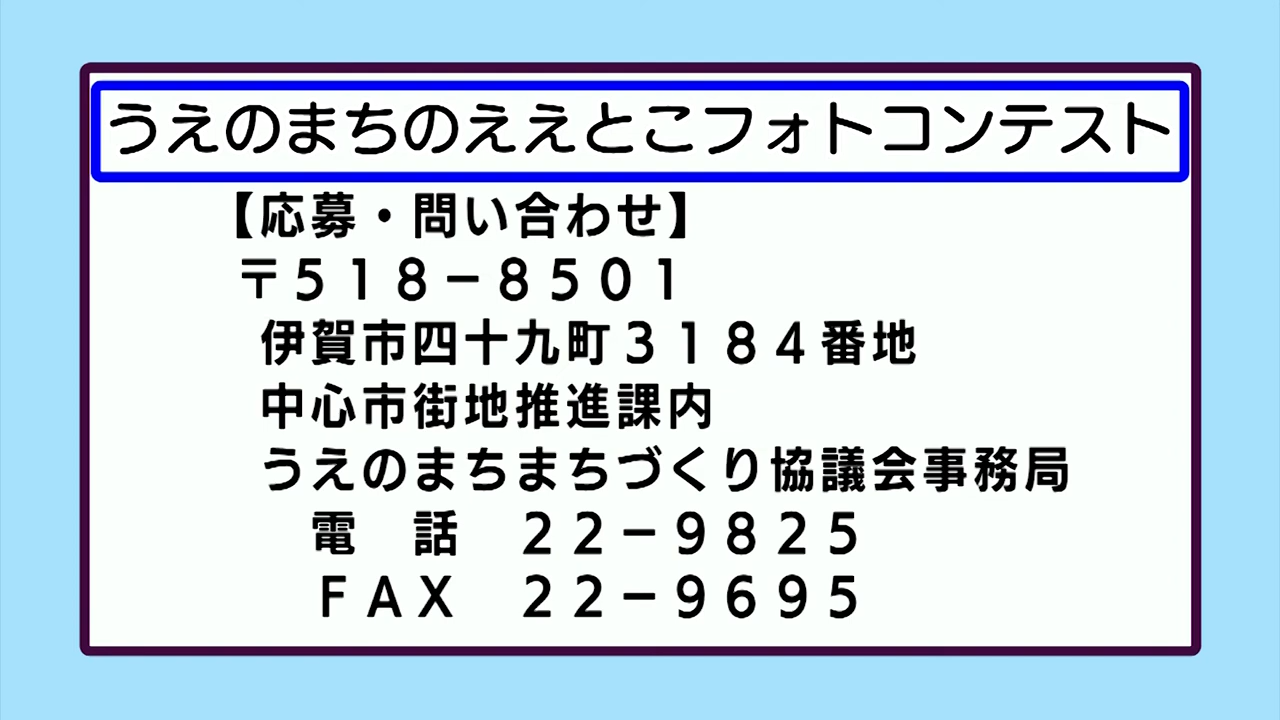 うえのまちのええとこフォトコンテスト
【応募・問い合わせ】
〒５１８－８５０１
伊賀市四十九町３１８４番地
中心市街地推進課内
うえのまちまちづくり協議会事務局
電　話　２２－９８２５
ＦＡＸ　２２－９６９５